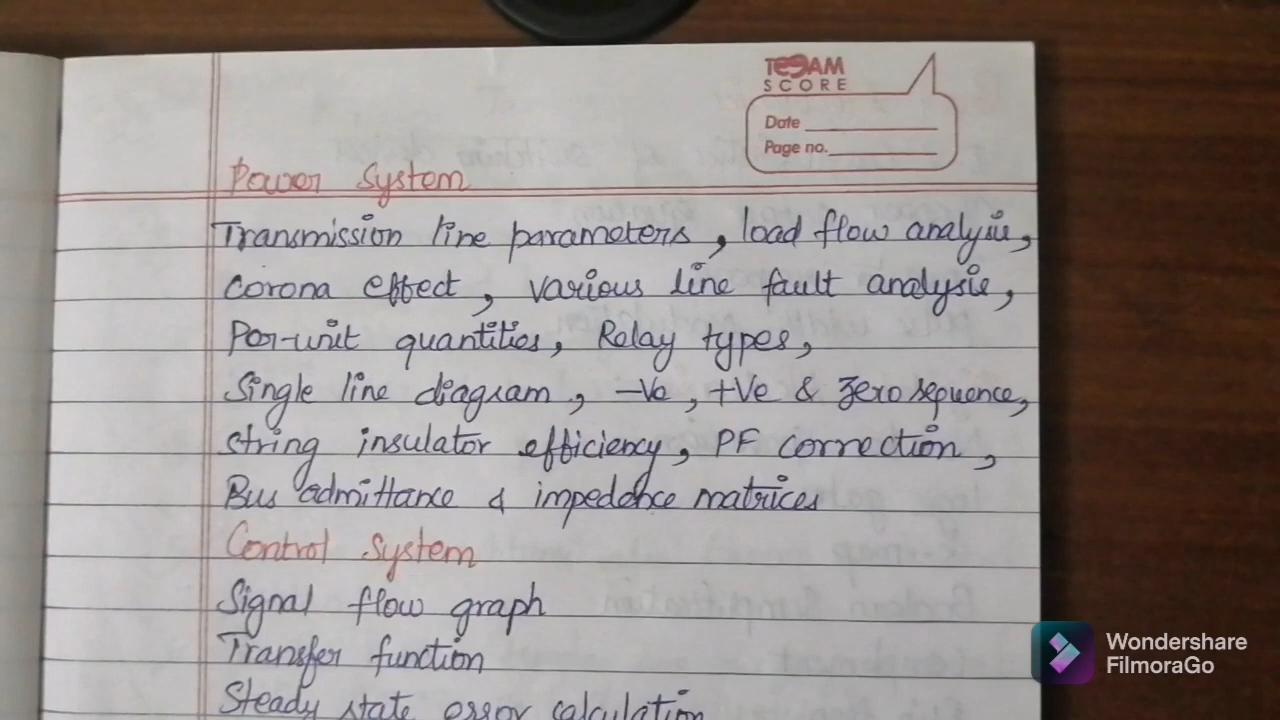 TEAM
SCORE
Date
Page no.
Power System
Transmission line parameters, load flow analysis,
Corona effect, various line fault analysis,
Per-unit quantities, Relay types,
Single line diagram, -Ve, +Ve & zero sequence,
String insulator efficiency, PF correction,
Bus admittance & impedence matrices
Control System
Signal flow graph
Transfer function
Steady state error calculation
Wondershare
FilmoraGo